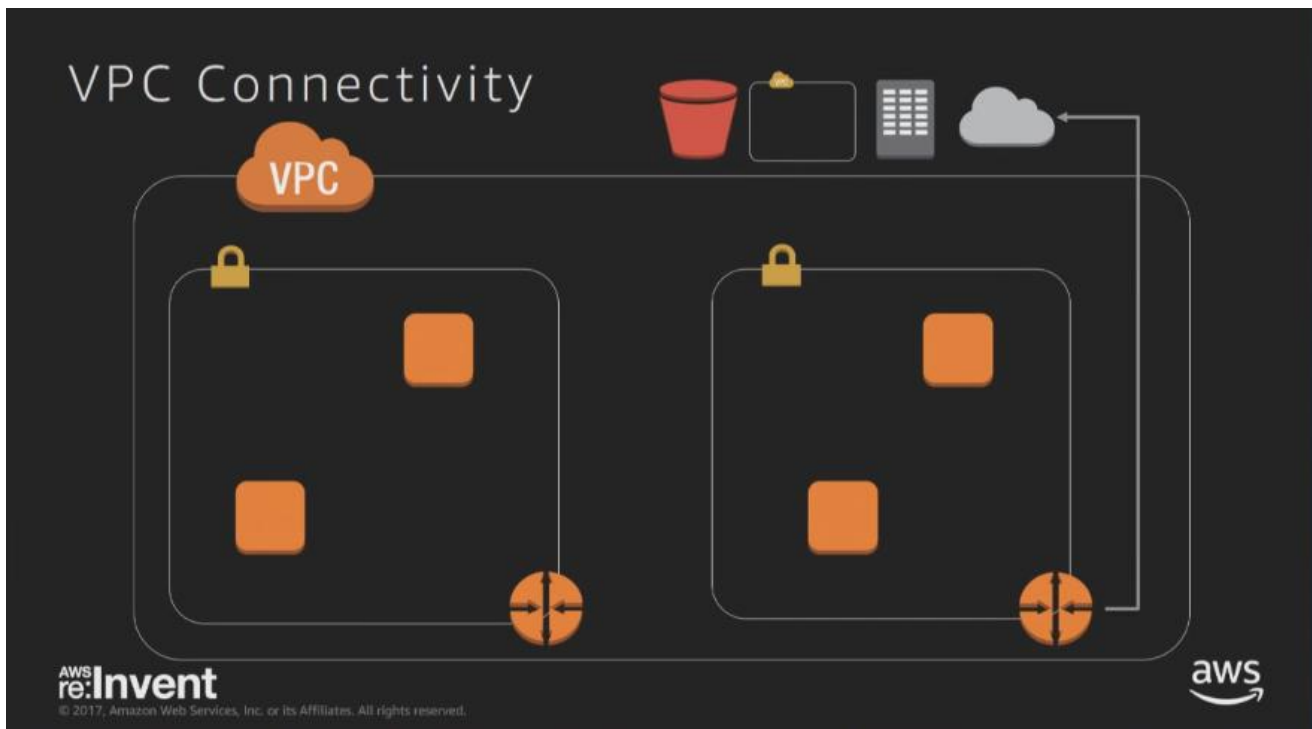 VPC Connectivity
VPC
AWS
re:Invent
© 2017, Amazon Web Services, Inc. or its Affiliates. All rights reserved.
aws